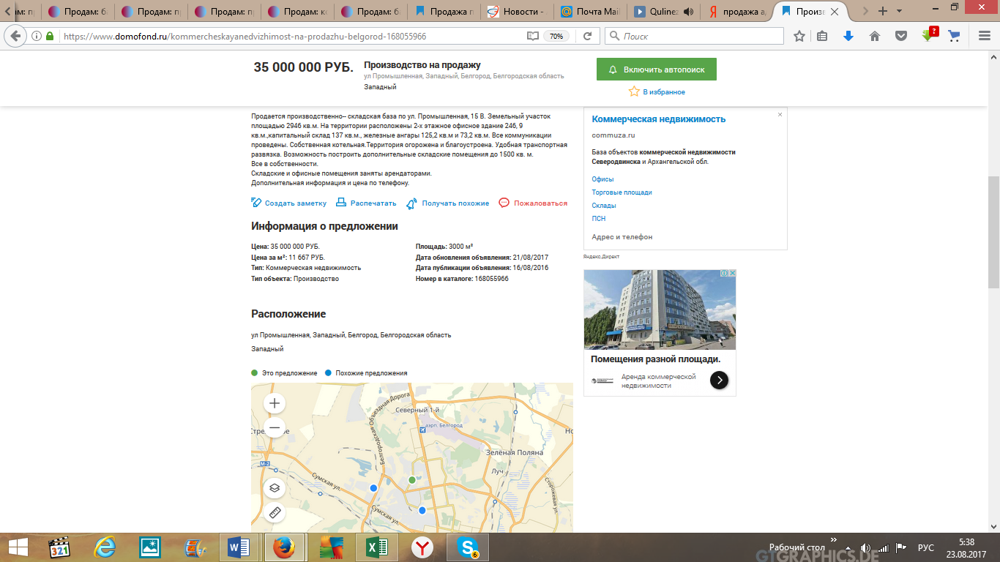 ам: пр
Продам: бе
Продам: пр
Продам: пр
Продам: ко
Продам: ба
Продажа п
Новости -
Почта Mail
Qulinez
продажа а
Произв
https://www.domofond.ru/kommercheskayanedvizhimost-na-prodazhu-belgorod-168055966
70%
Поиск
?
35 000 000 РУБ.
Производство на продажу
ул Промышленная, Западный, Белгород, Белгородская область
Западный
Включить автопоиск
В избранное
Продается производственно– складская база по ул. Промышленная, 15 В. Земельный участок
площадью 2946 кв.м. На территории расположены 2-х этажное офисное здание 246, 9
кв.м.,капитальный склад 137 кв.м., железные ангары 125,2 кв.м и 73,2 кв.м. Все коммуникации
проведены. Собственная котельная.Территория огорожена и благоустроена. Удобная транспортная
развязка. Возможность построить дополнительные складские помещения до 1500 кв. м.
Все в собственности.
Складские и офисные помещения заняты арендаторами.
Дополнительная информация и цена по телефону.
Создать заметку
Распечатать
Получать похожие
Пожаловаться
Информация о предложении
Цена: 35 000 000 РУБ.
Цена за м²: 11 667 РУБ.
Тип: Коммерческая недвижимость
Тип объекта: Производство
Площадь: 3000 м²
Дата обновления объявления: 21/08/2017
Дата публикации объявления: 16/08/2016
Номер в каталоге: 168055966
Расположение
ул Промышленная, Западный, Белгород, Белгородская область
Западный
Это предложение
Похожие предложения
Белгородская Объездная Дорога
Северный 1-й
аэрп. Белгород
Но
Зелёная Поляна
М-2
Луч
Сторожевая ул.
Сумская ул.
Сумская ул.
Коммерческая недвижимость
commuza.ru
База объектов коммерческой недвижимости
Северодвинска и Архангельской обл.
Офисы
Торговые площади
Склады
ПСН
Адрес и телефон
Яндекс.Директ
Помещения разной площади.
Аренда коммерческой
недвижимости
321
6
Рабочий стол
РУС
5:38
23.08.2017
GTGRAPHICS.DE